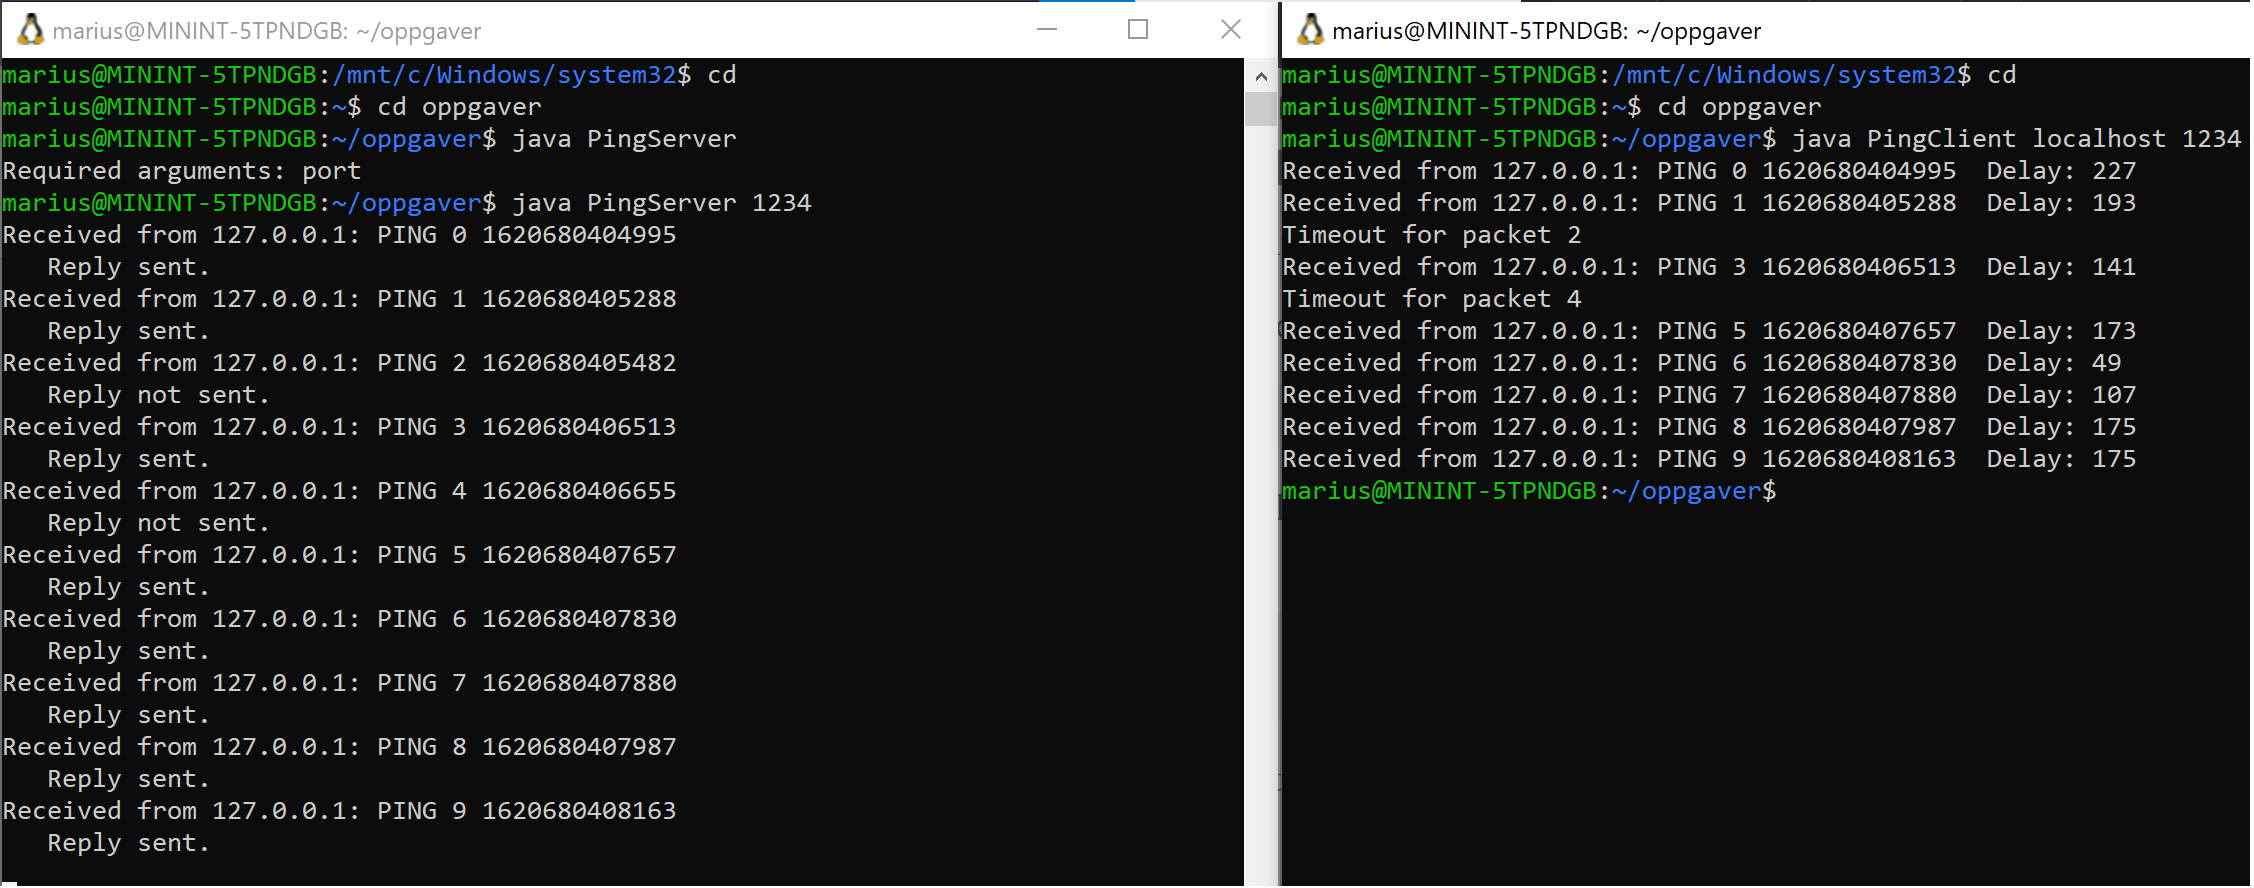 marius@MININT-5TPNDGB: ~/oppgaver
marius@MININT-5TPNDGB:/mnt/c/Windows/system32$ cd
marius@MININT-5TPNDGB:~$ cd oppgaver
marius@MININT-5TPNDGB:~/oppgaver$ java PingServer
Required arguments: port
marius@MININT-5TPNDGB:~/oppgaver$ java PingServer 1234
Received from 127.0.0.1: PING 0 1620680404995
   Reply sent.
Received from 127.0.0.1: PING 1 1620680405288
   Reply sent.
Received from 127.0.0.1: PING 2 1620680405482
   Reply not sent.
Received from 127.0.0.1: PING 3 1620680406513
   Reply sent.
Received from 127.0.0.1: PING 4 1620680406655
   Reply not sent.
Received from 127.0.0.1: PING 5 1620680407657
   Reply sent.
Received from 127.0.0.1: PING 6 1620680407830
   Reply sent.
Received from 127.0.0.1: PING 7 1620680407880
   Reply sent.
Received from 127.0.0.1: PING 8 1620680407987
   Reply sent.
Received from 127.0.0.1: PING 9 1620680408163
   Reply sent.
marius@MININT-5TPNDGB: ~/oppgaver
marius@MININT-5TPNDGB:/mnt/c/Windows/system32$ cd
marius@MININT-5TPNDGB:~$ cd oppgaver
marius@MININT-5TPNDGB:~/oppgaver$ java PingClient localhost 1234
Received from 127.0.0.1: PING 0 1620680404995  Delay: 227
Received from 127.0.0.1: PING 1 1620680405288  Delay: 193
Timeout for packet 2
Received from 127.0.0.1: PING 3 1620680406513  Delay: 141
Timeout for packet 4
Received from 127.0.0.1: PING 5 1620680407657  Delay: 173
Received from 127.0.0.1: PING 6 1620680407830  Delay: 49
Received from 127.0.0.1: PING 7 1620680407880  Delay: 107
Received from 127.0.0.1: PING 8 1620680407987  Delay: 175
Received from 127.0.0.1: PING 9 1620680408163  Delay: 175
marius@MININT-5TPNDGB:~/oppgaver$